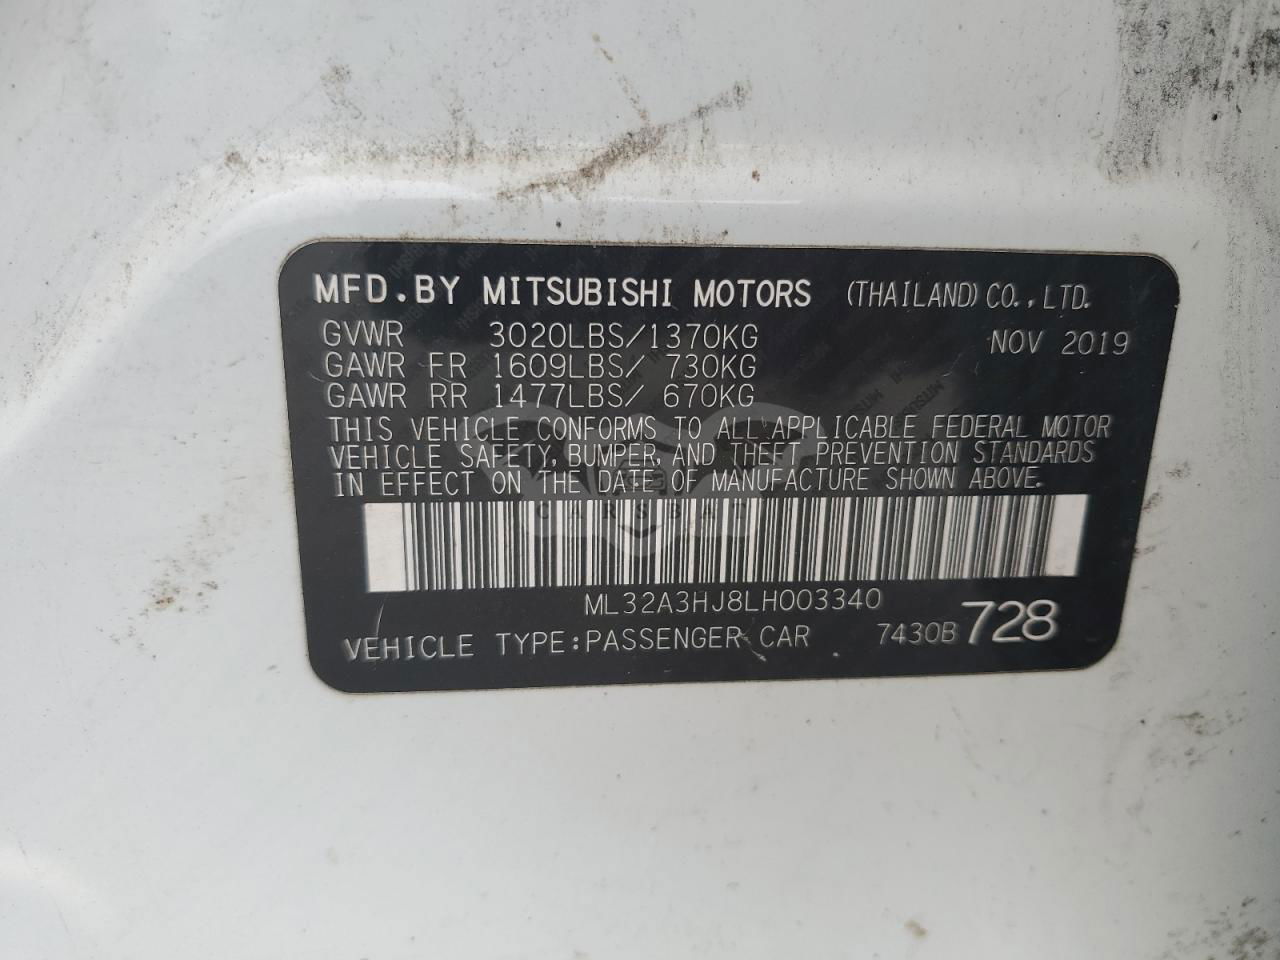 MFD.BY MITSUBISHI MOTORS (THAILAND) CO.,LTD.
GVWR 3020LBS/1370KG NOV 2019
GAWR FR 1609LBS/ 730KG
GAWR RR 1477LBS/ 670KG
THIS VEHICLE CONFORMS TO ALL APPLICABLE FEDERAL MOTOR
VEHICLE SAFETY, BUMPER, AND THEFT PREVENTION STANDARDS
IN EFFECT ON THE DATE OF MANUFACTURE SHOWN ABOVE.
CARSBAT
ML32A3HJ8LH003340
VEHICLE TYPE:PASSENGER CAR 7430B 728